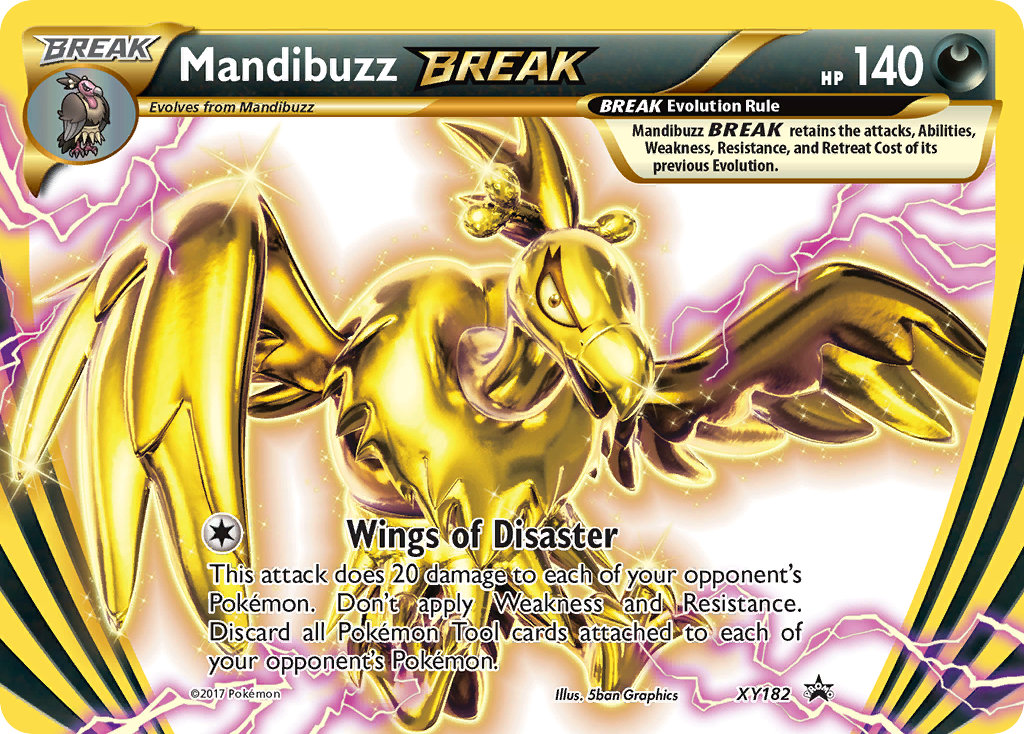 BREAK
Mandibuzz BREAK
HP 140
Evolves from Mandibuzz
BREAK Evolution Rule
Mandibuzz BREAK retains the attacks, Abilities,
Weakness, Resistance, and Retreat Cost of its
previous Evolution.
Wings of Disaster
This attack does 20 damage to each of your opponent's
Pokémon. Don't apply Weakness and Resistance.
Discard all Pokémon Tool cards attached to each of
your opponent's Pokémon.
©2017 Pokémon
Illus. 5ban Graphics
XY182